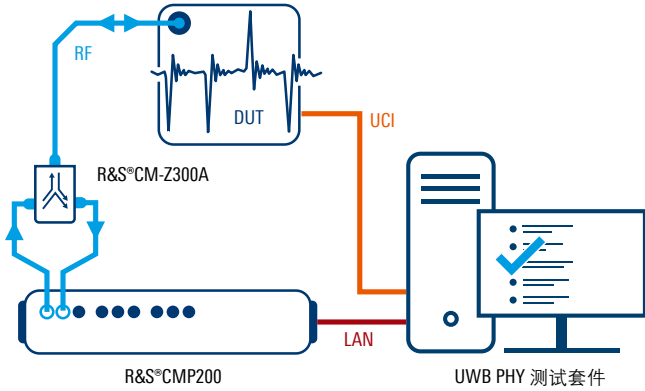 RF
DUT
UCI
R&S®CM-Z300A
LAN
R&S®CMP200
UWB PHY 测试套件